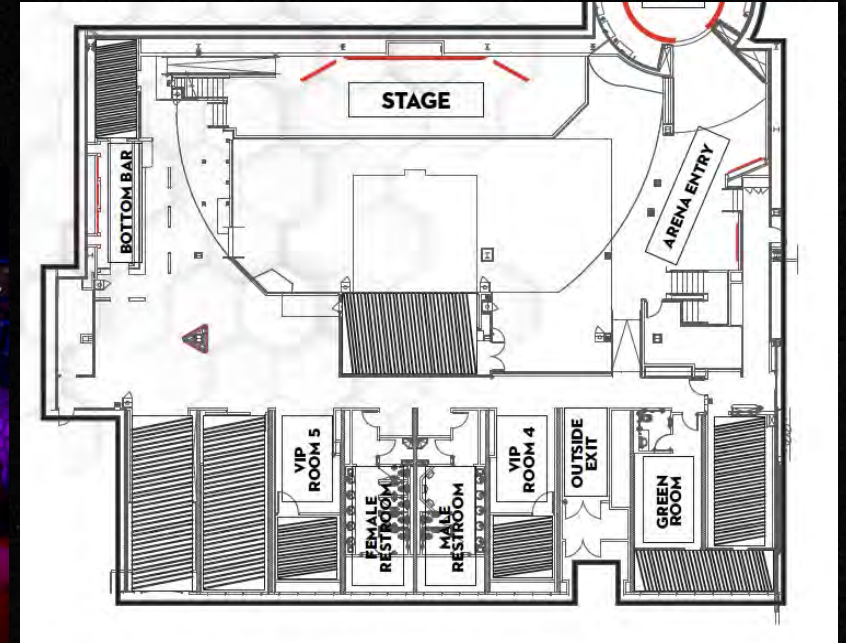 STAGE
BOTTOM BAR
ARENA ENTRY
VIP
ROOM 5
FEMALE
RESTROOM
MALE
RESTROOM
VIP
ROOM 4
OUTSIDE
EXIT
GREEN
ROOM